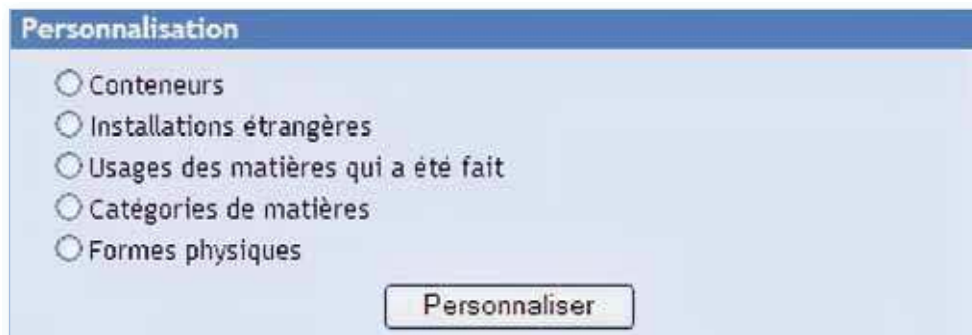 Personnalisation
Conteneurs
Installations étrangères
Usages des matières qui a été fait
Catégories de matières
Formes physiques
Personnaliser